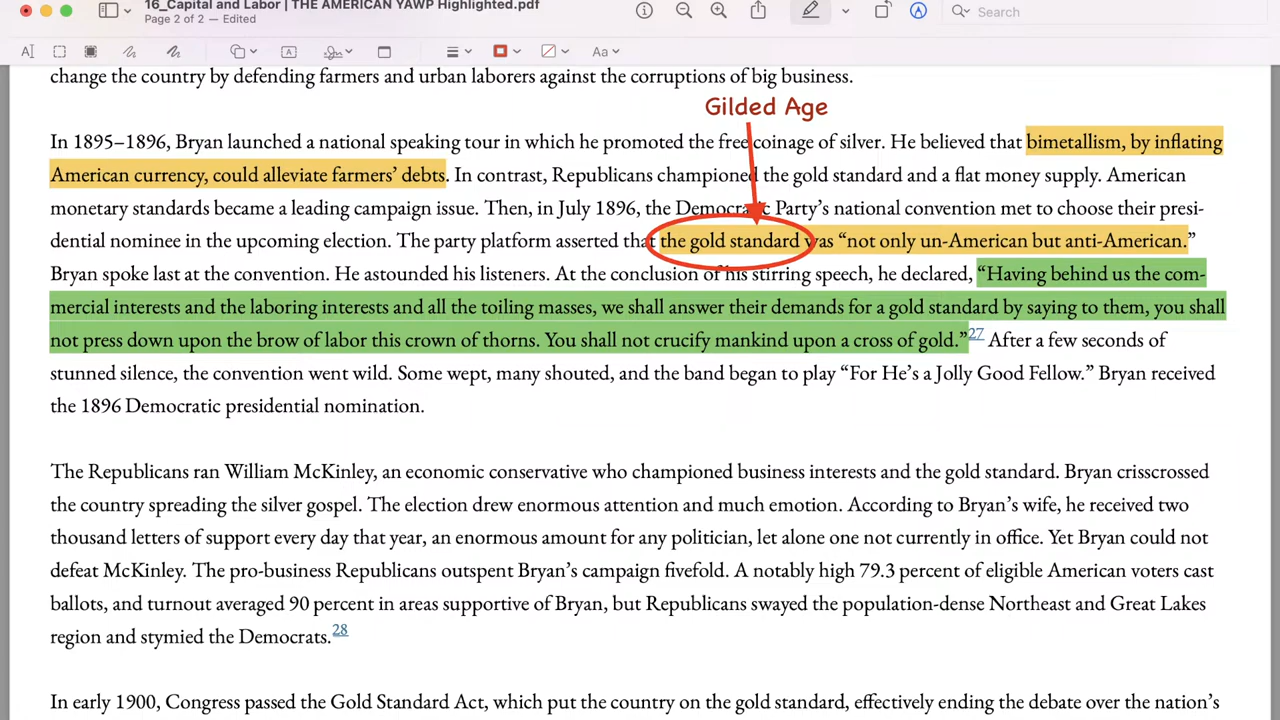 16_Capital and Labor | THE AMERICAN YAWP Highlighted.pdf
Page 2 of 2 — Edited
Search
Aa
change the country by defending farmers and urban laborers against the corruptions of big business.
Gilded Age
In 1895–1896, Bryan launched a national speaking tour in which he promoted the free coinage of silver. He believed that bimetallism, by inflating
American currency, could alleviate farmers’ debts. In contrast, Republicans championed the gold standard and a flat money supply. American
monetary standards became a leading campaign issue. Then, in July 1896, the Democratic Party’s national convention met to choose their presi-
dential nominee in the upcoming election. The party platform asserted that the gold standard was “not only un-American but anti-American.”
Bryan spoke last at the convention. He astounded his listeners. At the conclusion of his stirring speech, he declared, “Having behind us the com-
mercial interests and the laboring interests and all the toiling masses, we shall answer their demands for a gold standard by saying to them, you shall
not press down upon the brow of labor this crown of thorns. You shall not crucify mankind upon a cross of gold.”27 After a few seconds of
stunned silence, the convention went wild. Some wept, many shouted, and the band began to play “For He’s a Jolly Good Fellow.” Bryan received
the 1896 Democratic presidential nomination.
The Republicans ran William McKinley, an economic conservative who championed business interests and the gold standard. Bryan crisscrossed
the country spreading the silver gospel. The election drew enormous attention and much emotion. According to Bryan’s wife, he received two
thousand letters of support every day that year, an enormous amount for any politician, let alone one not currently in office. Yet Bryan could not
defeat McKinley. The pro-business Republicans outspent Bryan’s campaign fivefold. A notably high 79.3 percent of eligible American voters cast
ballots, and turnout averaged 90 percent in areas supportive of Bryan, but Republicans swayed the population-dense Northeast and Great Lakes
region and stymied the Democrats.28
In early 1900, Congress passed the Gold Standard Act, which put the country on the gold standard, effectively ending the debate over the nation’s